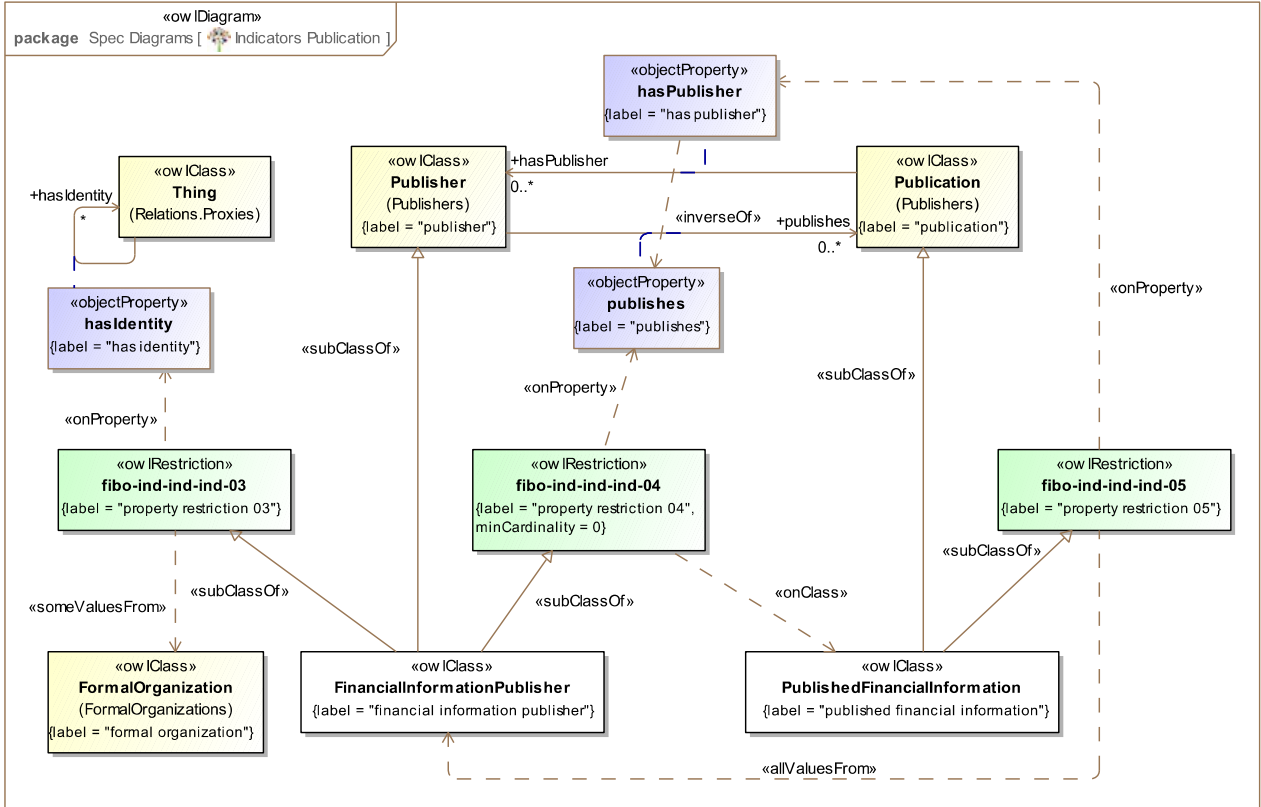 «owlDiagram»
package Spec Diagrams [ Indicators Publication ]
«objectProperty»
hasPublisher
{label = "has publisher"}
«owlClass»
Thing
(Relations.Proxies)
+hasIdentity
*
«owlClass»
Publisher
(Publishers)
{label = "publisher"}
+hasPublisher
0..*
«owlClass»
Publication
(Publishers)
{label = "publication"}
«inverseOf»
+publishes
0..*
«objectProperty»
hasIdentity
{label = "has identity"}
«objectProperty»
publishes
{label = "publishes"}
«onProperty»
«subClassOf»
«subClassOf»
«onProperty»
«onProperty»
«owlRestriction»
fibo-ind-ind-ind-03
{label = "property restriction 03"}
«owlRestriction»
fibo-ind-ind-ind-04
{label = "property restriction 04",
minCardinality = 0}
«owlRestriction»
fibo-ind-ind-ind-05
{label = "property restriction 05"}
«subClassOf»
«subClassOf»
«onClass»
«subClassOf»
«someValuesFrom»
«owlClass»
FormalOrganization
(FormalOrganizations)
{label = "formal organization"}
«owlClass»
FinancialInformationPublisher
{label = "financial information publisher"}
«owlClass»
PublishedFinancialInformation
{label = "published financial information"}
«allValuesFrom»